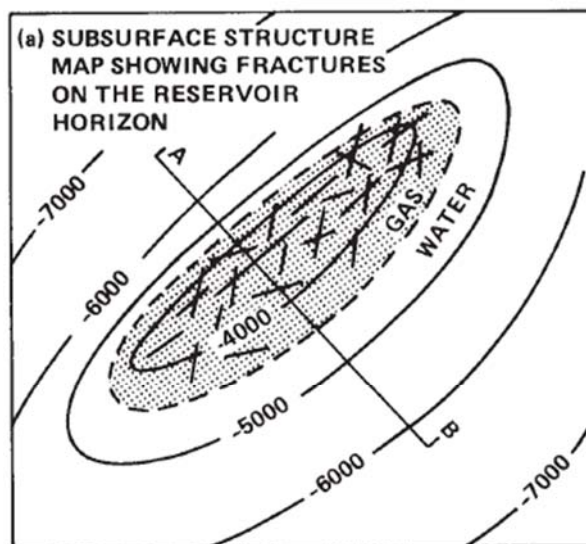 (a) SUBSURFACE STRUCTURE
MAP SHOWING FRACTURES
ON THE RESERVOIR
HORIZON
A
-7000
-6000
GAS
WATER
-4000
-5000
B
-6000
-7000